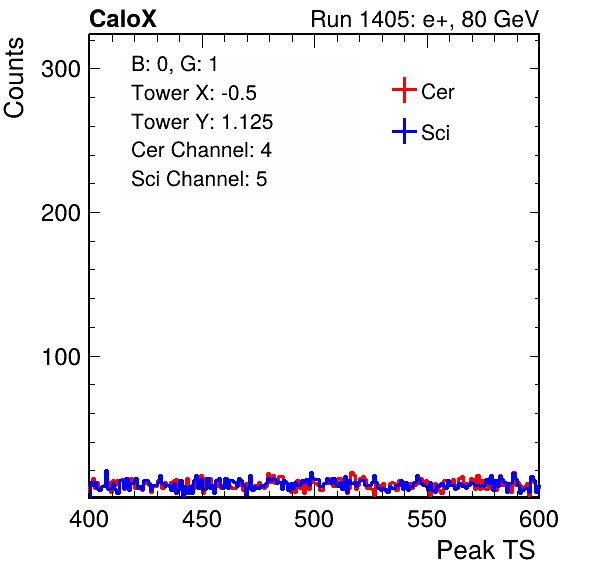 CaloX Run 1405: e+, 80 GeV
Counts
B: 0, G: 1
Tower X: -0.5
Tower Y: 1.125
Cer Channel: 4
Sci Channel: 5
Cer
Sci
300
200
100
400 450 500 550 600
Peak TS